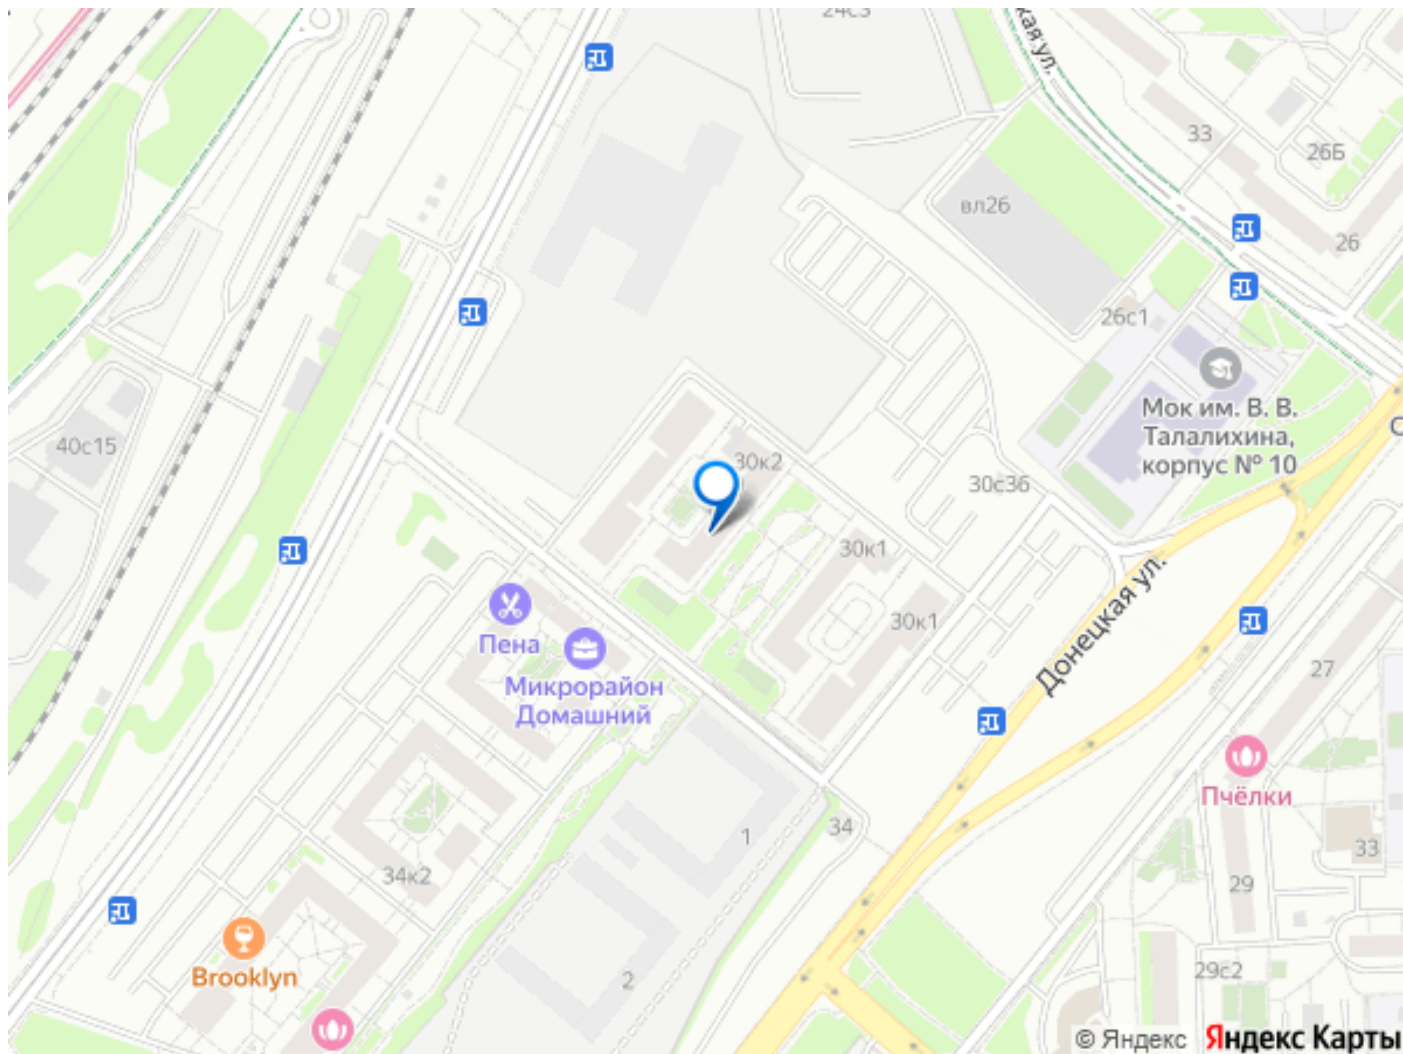 24с3
кая ул.
33
26Б
вл26
26
26с1
Мок им. В. В.
Талалихина,
корпус № 10
40с15
30к2
30с36
30к1
Донецкая ул.
30к1
Пена
Микрорайон
Домашний
27
Пчёлки
34
1
33
34к2
29
Brooklyn
29с2
2
© Яндекс
Яндекс Карты